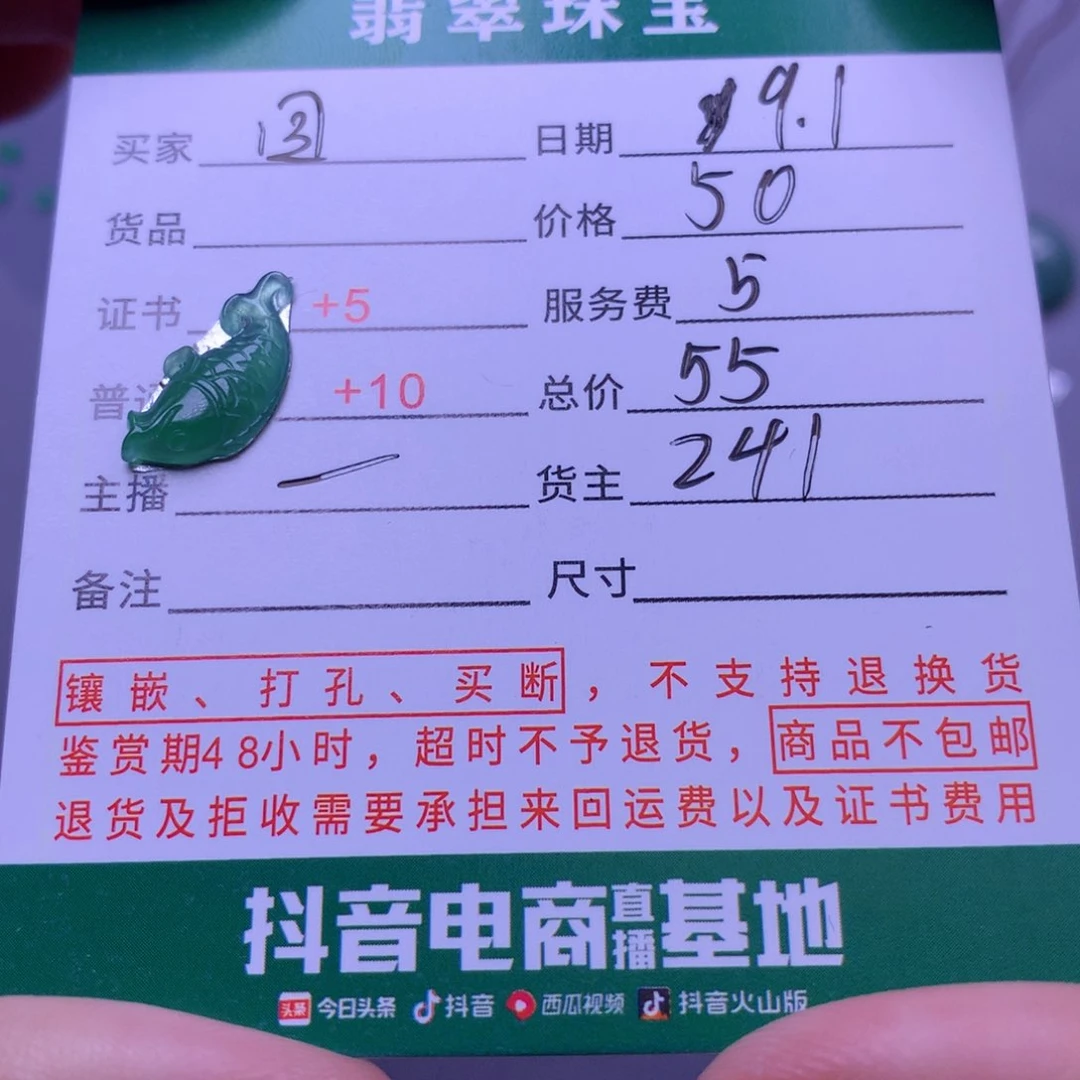 翡翠珠宝
买家 日期 9.1
货品 价格 50
证书 +5 服务费 5
普 +10 总价 55
主播 一 货主 241
备注 尺寸
镶嵌、打孔、买断，不支持退换货
鉴赏期48小时，超时不予退货，商品不包邮
退货及拒收需要承担来回运费以及证书费用
抖音电商直播基地
头条 今日头条 抖音 西瓜视频 抖音火山版